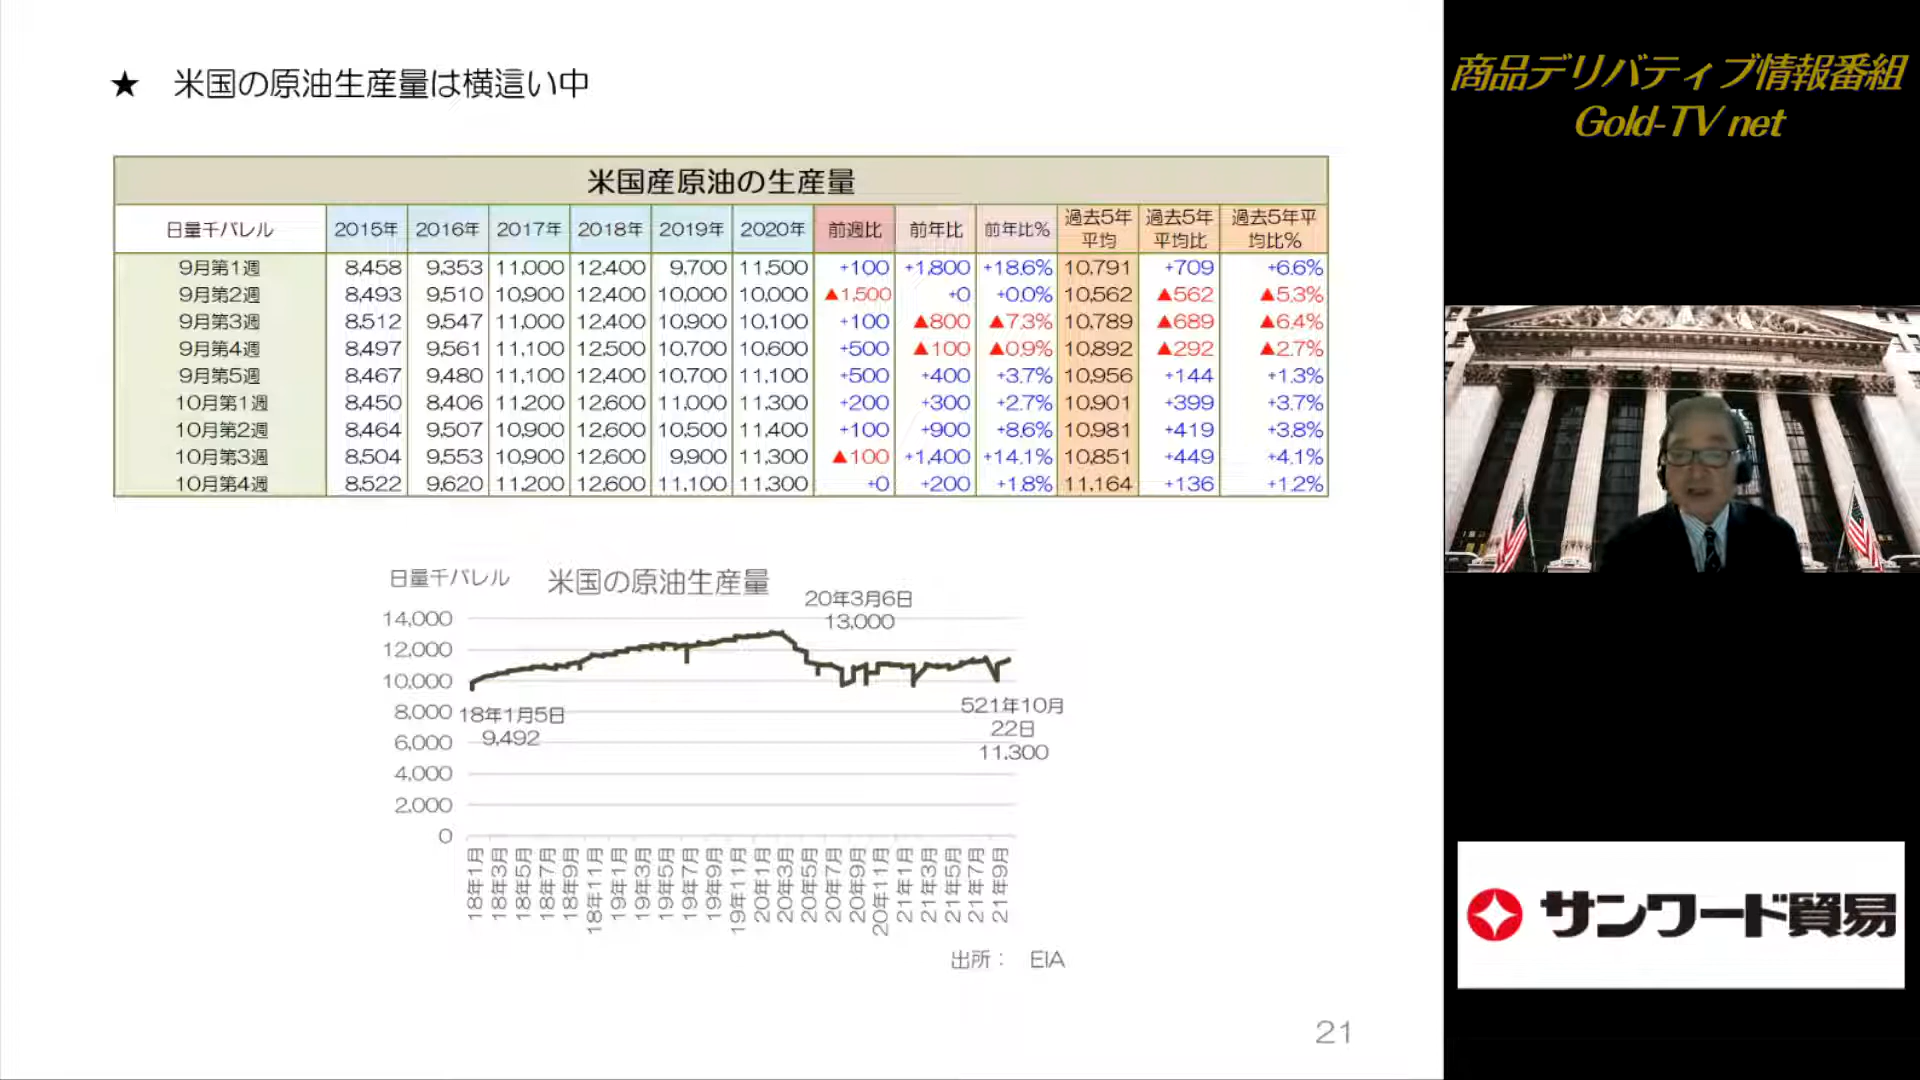 ★ 米国の原油生産量は横這い中
米国産原油の生産量
日量千バレル 2015年 2016年 2017年 2018年 2019年 2020年 前週比 前年比 前年比% 過去5年平均 過去5年平均比 過去5年平均比%
9月第1週 8,458 9,353 11,000 12,400 9,700 11,500 +100 +1,800 +18.6% 10,791 +709 +6.6%
9月第2週 8,493 9,510 10,900 12,400 10,000 10,000 ▲1,500 +0 +0.0% 10,562 ▲562 ▲5.3%
9月第3週 8,512 9,547 11,000 12,400 10,900 10,100 +100 ▲800 ▲7.3% 10,789 ▲689 ▲6.4%
9月第4週 8,497 9,561 11,100 12,500 10,700 10,600 +500 ▲100 ▲0.9% 10,892 ▲292 ▲2.7%
9月第5週 8,467 9,480 11,100 12,400 10,700 11,100 +500 +400 +3.7% 10,956 +144 +1.3%
10月第1週 8,450 8,406 11,200 12,600 11,000 11,300 +200 +300 +2.7% 10,901 +399 +3.7%
10月第2週 8,464 9,507 10,900 12,600 10,500 11,400 +100 +900 +8.6% 10,981 +419 +3.8%
10月第3週 8,504 9,553 10,900 12,600 9,900 11,300 ▲100 +1,400 +14.1% 10,851 +449 +4.1%
10月第4週 8,522 9,620 11,200 12,600 11,100 11,300 +0 +200 +1.8% 11,164 +136 +1.2%
日量千バレル 米国の原油生産量
20年3月6日
13,000
14,000
12,000
10,000
8,000
6,000
4,000
2,000
0
18年1月5日
9,492
521年10月
22日
11,300
18年1月 18年3月 18年5月 18年7月 18年9月 18年11月 19年1月 19年3月 19年5月 19年7月 19年9月 19年11月 20年1月 20年3月 20年5月 20年7月 20年9月 20年11月 21年1月 21年3月 21年5月 21年7月 21年9月
出所： EIA
21
商品デリバティブ情報番組
Gold-TV net
サンワード貿易